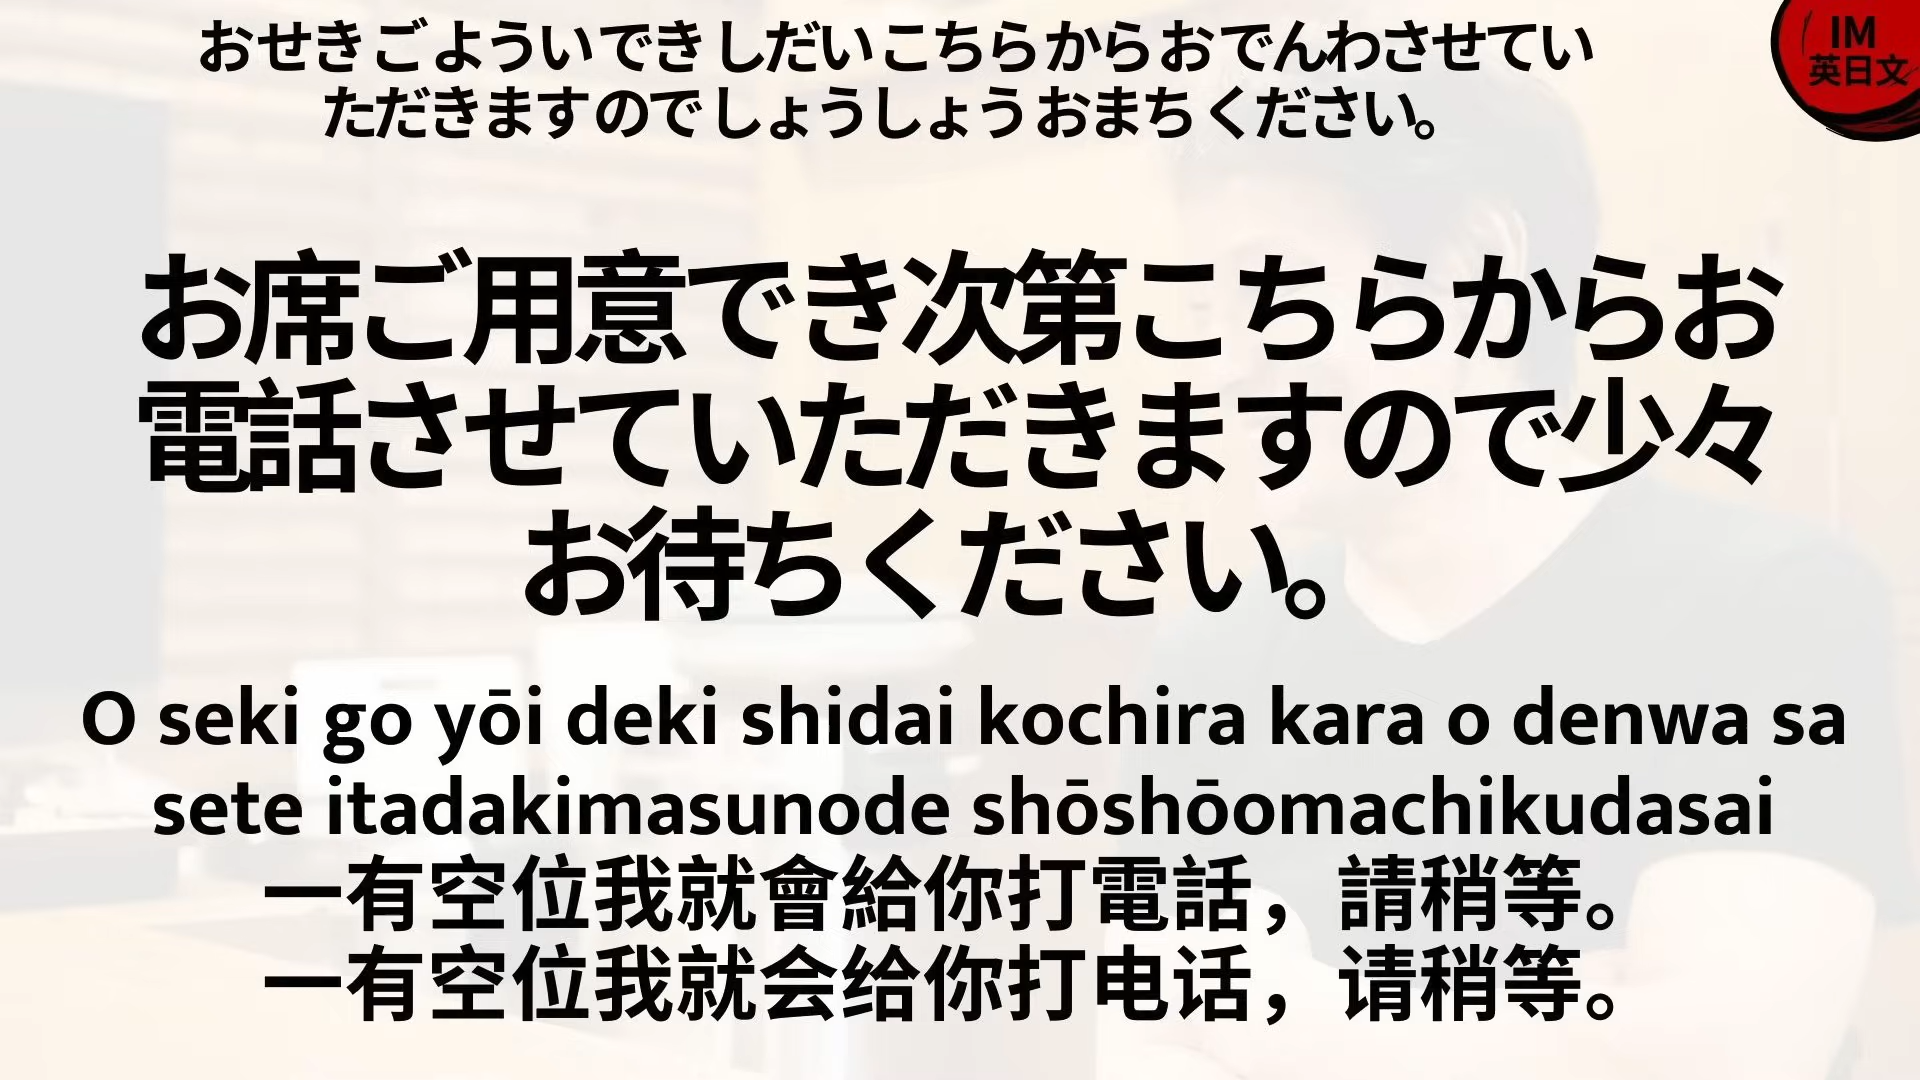 おせきごよういできしだいこちらからおでんわさせてい
ただきますのでしょうしょうおまちください。
IM
英日文
お席ご用意でき次第こちらからお
電話させていただきますので少々
お待ちください。
O seki go yōi deki shidai kochira kara o denwa sa
sete itadakimasunode shōshōomachikudasai
一有空位我就會給你打電話，請稍等。
一有空位我就会给你打电话，请稍等。